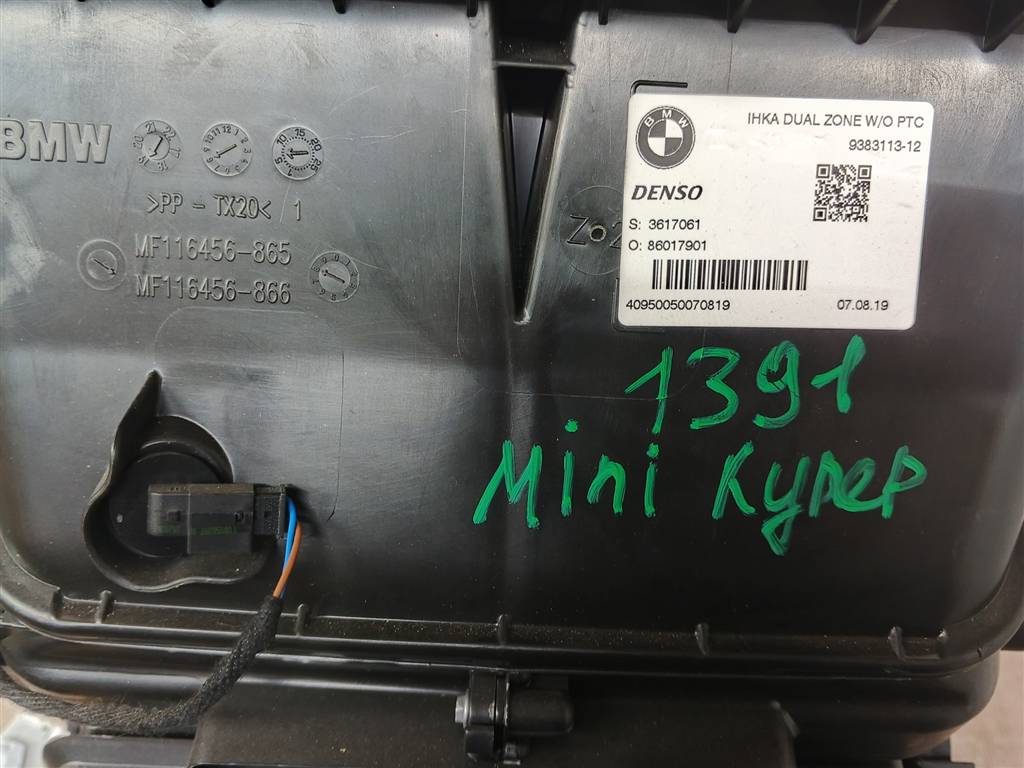 BMW
>PP-TX20< 1
MF116456-865
MF116456-866
BMW
IHKA DUAL ZONE W/O PTC
9383113-12
DENSO
S: 3617061
O: 86017901
40950050070819
07.08.19
1391
Mini Купер